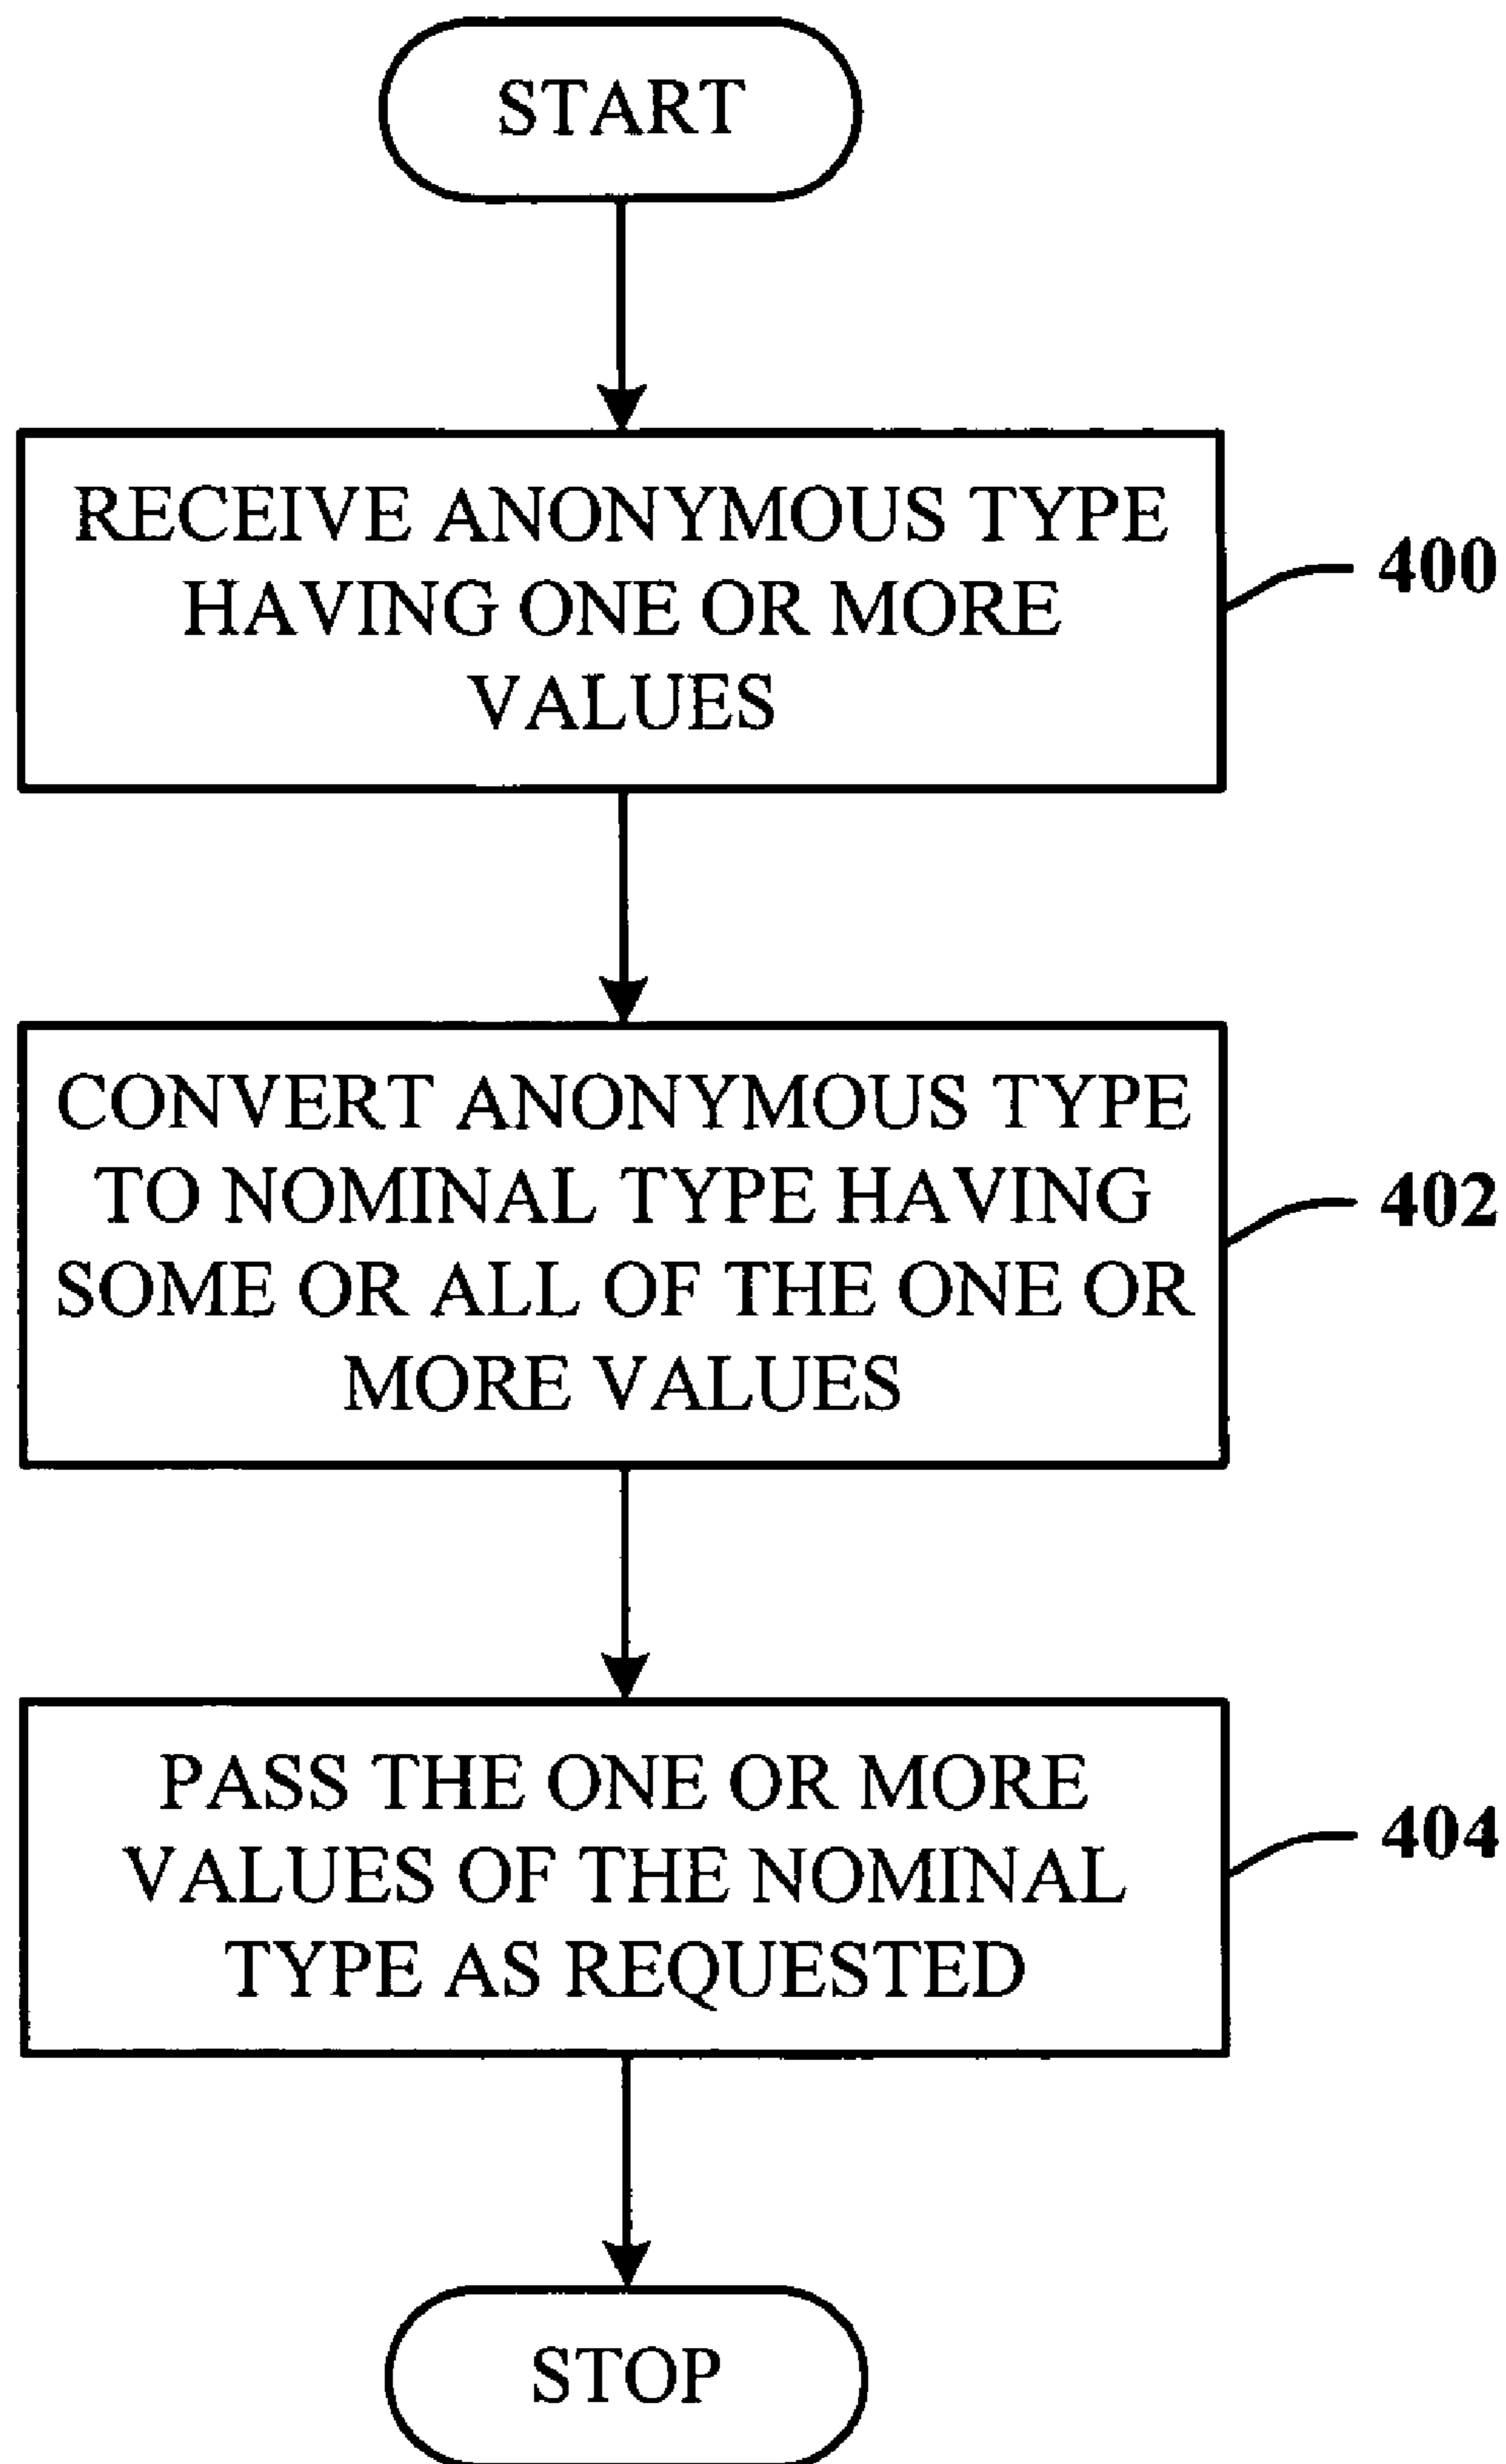 START
RECEIVE ANONYMOUS TYPE
HAVING ONE OR MORE
VALUES
400
CONVERT ANONYMOUS TYPE
TO NOMINAL TYPE HAVING
SOME OR ALL OF THE ONE OR
MORE VALUES
402
PASS THE ONE OR MORE
VALUES OF THE NOMINAL
TYPE AS REQUESTED
404
STOP